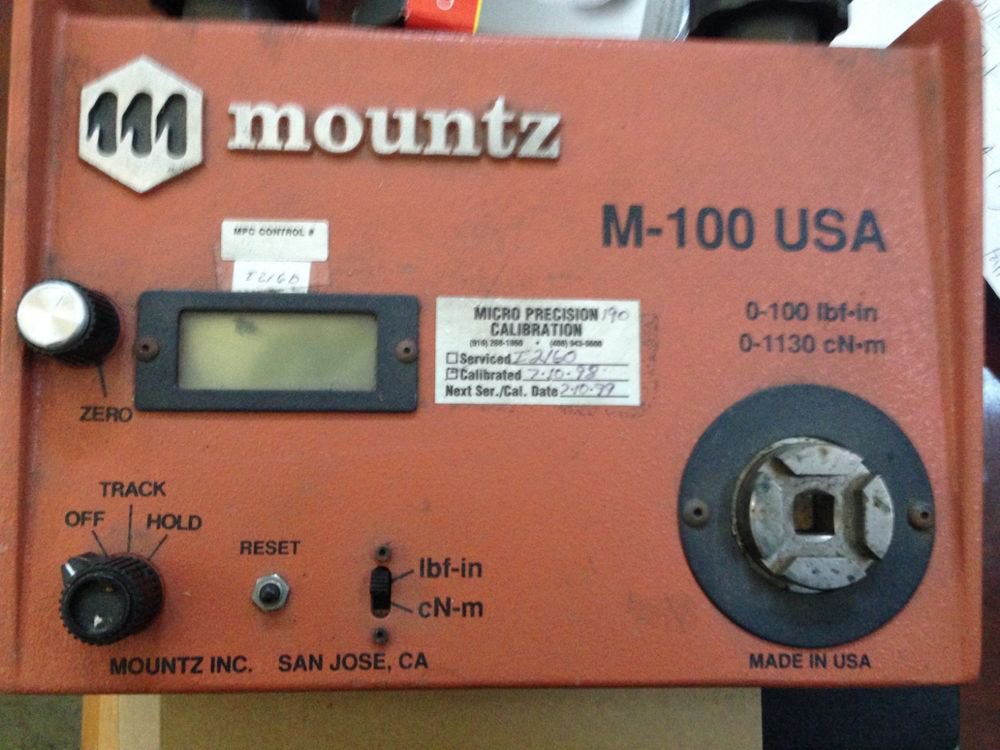 mountz
M-100 USA
MPC CONTROL #
0-100 lbf•in
0-1130 cN•m
MICRO PRECISION 190
CALIBRATION
Serviced I2160
Calibrated 7-10-98
Next Ser./Cal. Date 7-10-99
ZERO
TRACK
OFF
HOLD
RESET
lbf-in
cN-m
MOUNTZ INC. SAN JOSE, CA
MADE IN USA